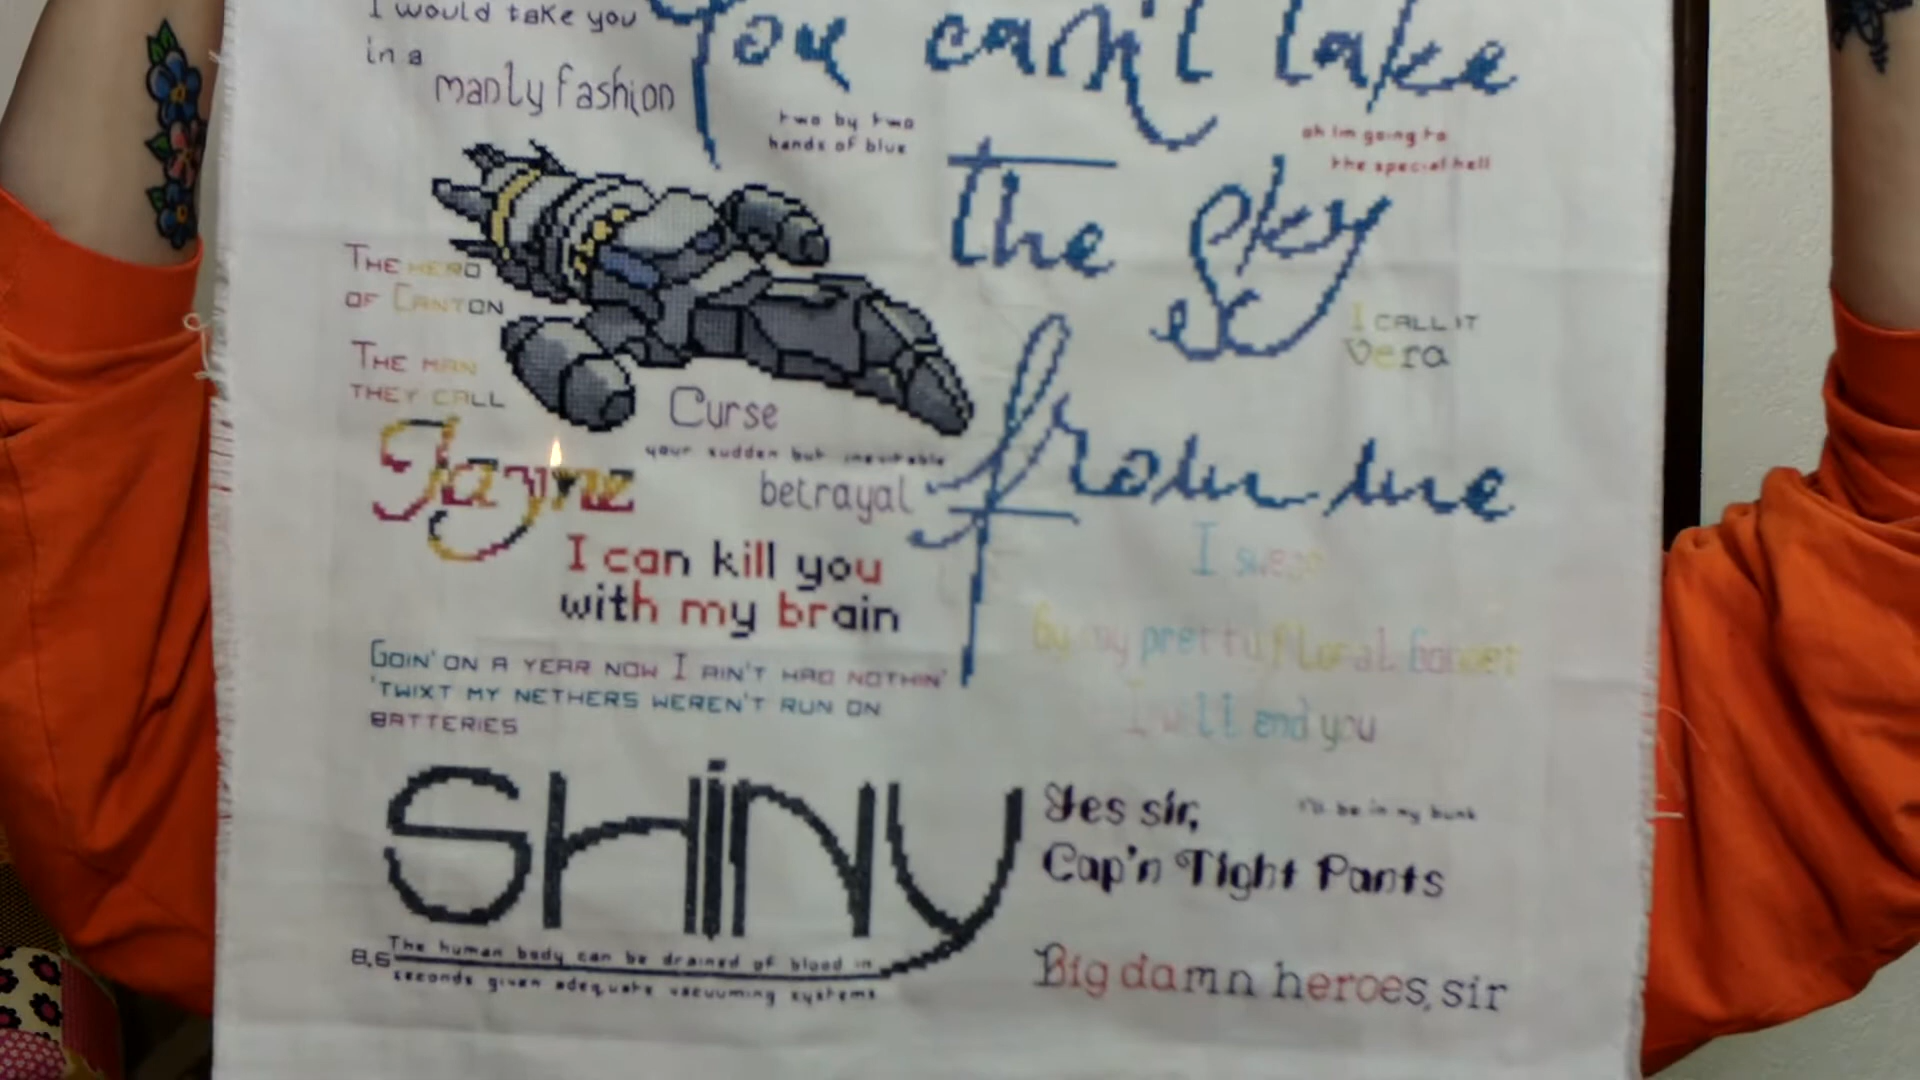 I would take you
in a
manly fashion
You can't take
two by two
hands of blue
oh im going to
the special hell
the sky
THE HERO
OF CANTON
THE MAN
THEY CALL
Jayne
I CALL IT
Vera
Curse
your sudden but inevitable
betrayal
from me
I can kill you
with my brain
I swear
by my pretty floral bonnet
I will end you
GOIN' ON A YEAR NOW I AIN'T HAD NOTHIN'
'TWIXT MY NETHERS WEREN'T RUN ON
BATTERIES
SHINY
Yes sir,
Cap'n Tight Pants
I'll be in my bunk
The human body can be drained of blood in
8.6
seconds given adequate vacuuming systems
Big damn heroes, sir